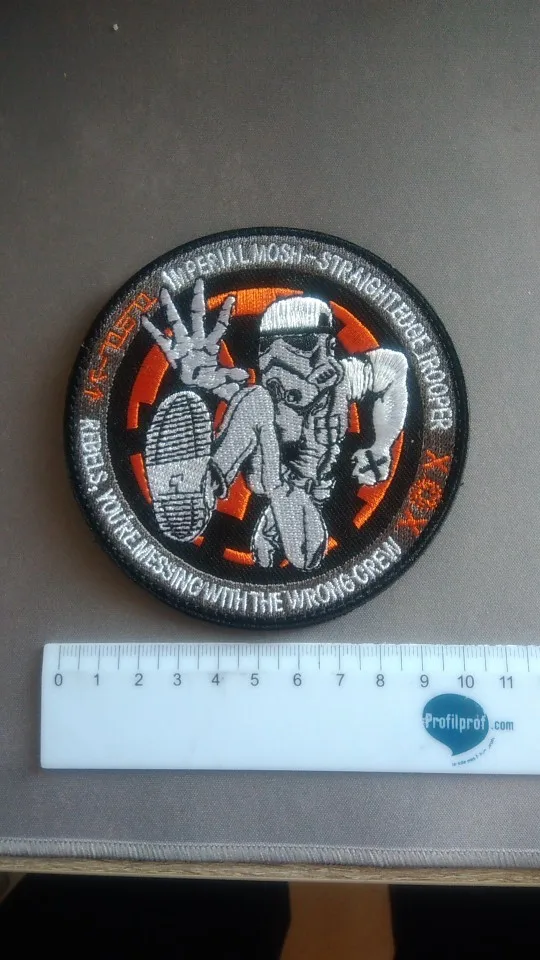 IMPERIAL MOSH–STRAIGHT EDGE TROOPER
REBELS, YOU'RE MESSING WITH THE WRONG CREW
0 1 2 3 4 5 6 7 8 9 10 11
Profilprof.com